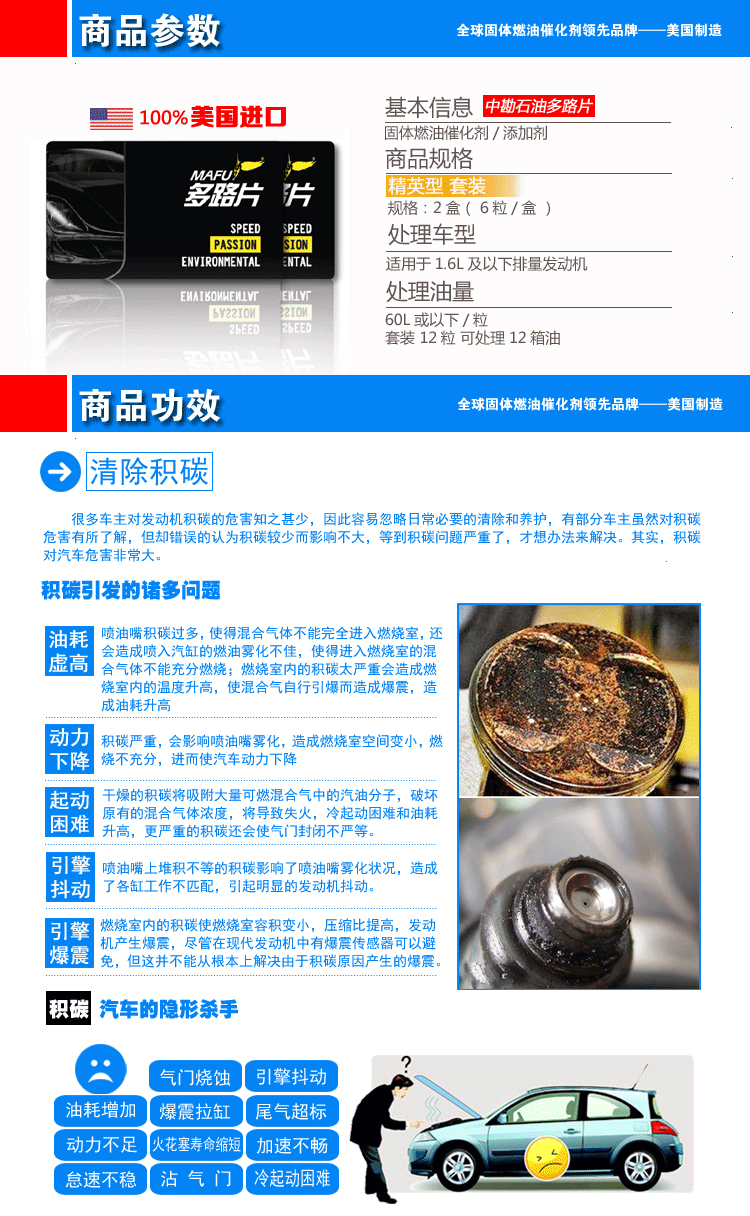 商品参数
全球固体燃油催化剂领先品牌——美国制造
100%美国进口
MAFU
多路片
片
SPEED
PASSION
ENVIRONMENTAL
SPEED
SION
ENTAL
基本信息 中勘石油多路片
固体燃油催化剂 / 添加剂
商品规格
精英型 套装
规格：2 盒（ 6 粒 / 盒 ）
处理车型
适用于 1.6L 及以下排量发动机
处理油量
60L 或以下 / 粒
套装 12 粒 可处理 12 箱油
商品功效
全球固体燃油催化剂领先品牌——美国制造
清除积碳
很多车主对发动机积碳的危害知之甚少，因此容易忽略日常必要的清除和养护，有部分车主虽然对积碳
危害有所了解，但却错误的认为积碳较少而影响不大，等到积碳问题严重了，才想办法来解决。其实，积碳
对汽车危害非常大。
积碳引发的诸多问题
油耗
虚高
喷油嘴积碳过多，使得混合气体不能完全进入燃烧室，还
会造成喷入汽缸的燃油雾化不佳，使得进入燃烧室的混
合气体不能充分燃烧；燃烧室内的积碳太严重会造成燃
烧室内的温度升高，使混合气自行引爆而造成爆震，造
成油耗升高
动力
下降
积碳严重，会影响喷油嘴雾化，造成燃烧室空间变小，燃
烧不充分，进而使汽车动力下降
起动
困难
干燥的积碳将吸附大量可燃混合气中的汽油分子，破坏
原有的混合气体浓度，将导致失火，冷起动困难和油耗
升高，更严重的积碳还会使气门封闭不严等。
引擎
抖动
喷油嘴上堆积不等的积碳影响了喷油嘴雾化状况，造成
了各缸工作不匹配，引起明显的发动机抖动。
引擎
爆震
燃烧室内的积碳使燃烧室容积变小，压缩比提高，发动
机产生爆震，尽管在现代发动机中有爆震传感器可以避
免，但这并不能从根本上解决由于积碳原因产生的爆震。
积碳 汽车的隐形杀手
气门烧蚀 引擎抖动
油耗增加 爆震拉缸 尾气超标
动力不足 火花塞寿命缩短 加速不畅
怠速不稳 沾气门 冷起动困难
?